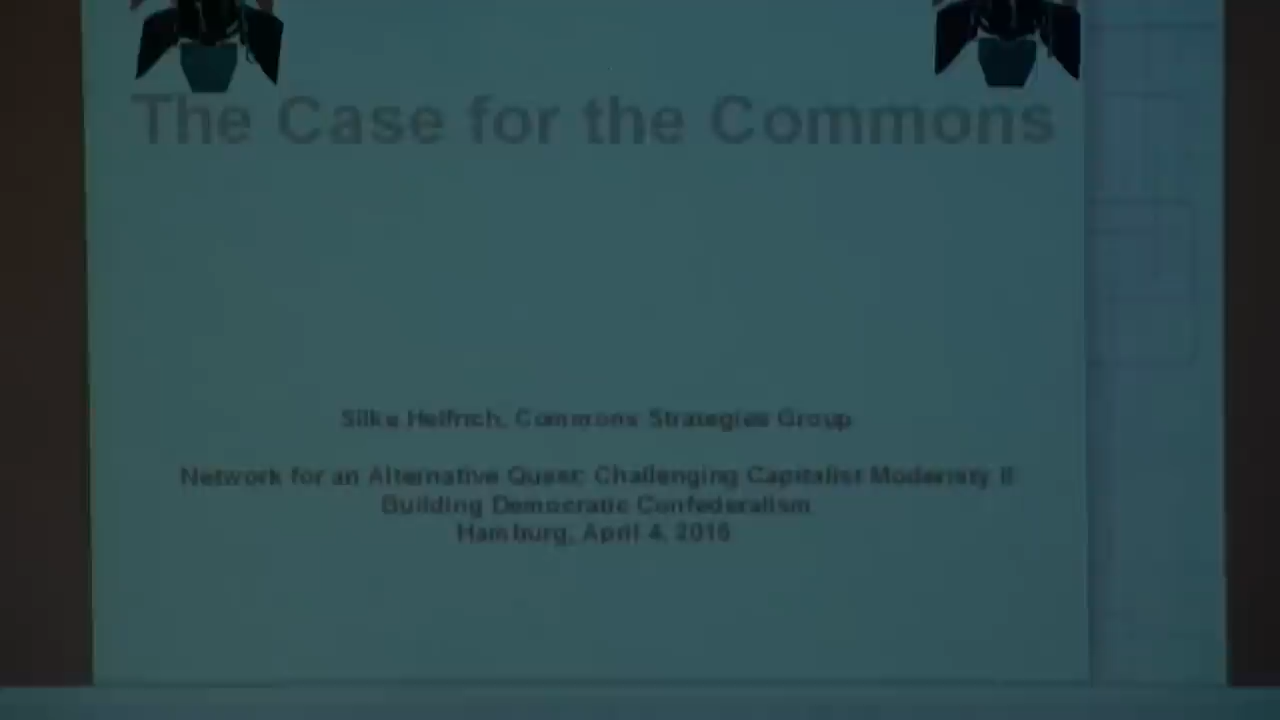 The Case for the Commons
Silke Helfrich, Commons Strategies Group
Network for an Alternative Quest: Challenging Capitalist Modernity II
Building Democratic Confederalism
Hamburg, April 4, 2015